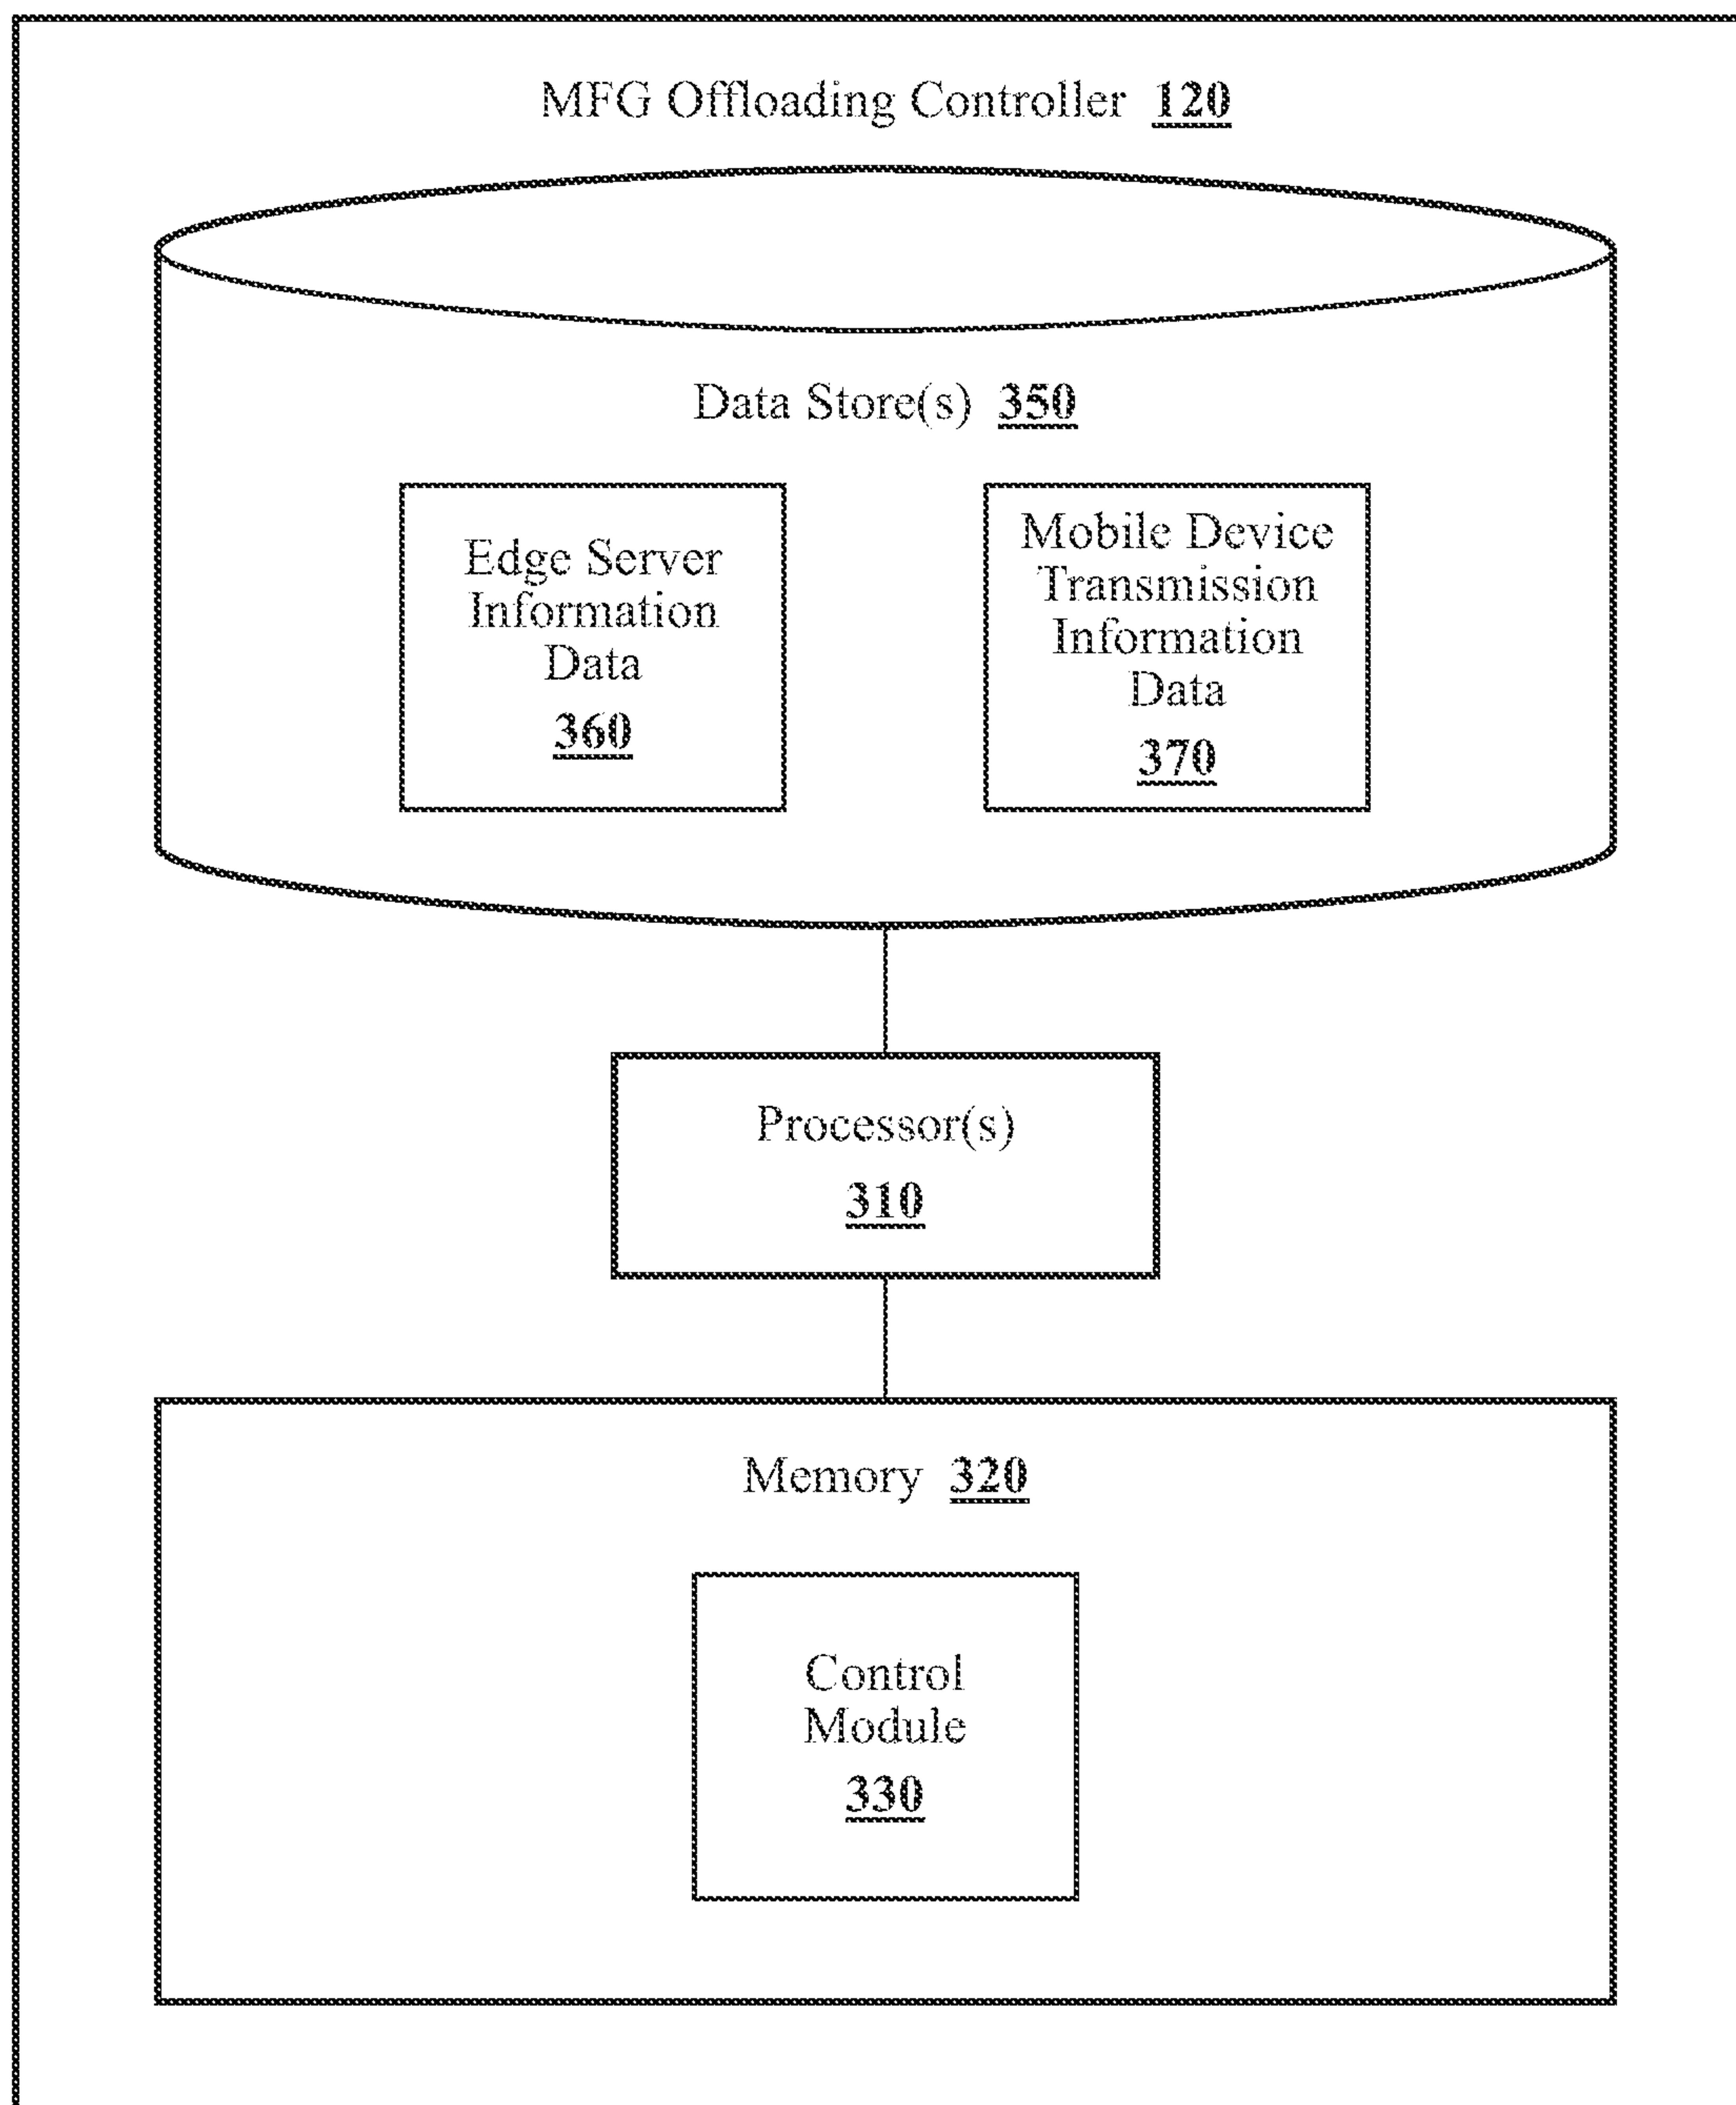 MFG Offloading Controller 120
Data Store(s) 350
Edge Server
Information
Data
360
Mobile Device
Transmission
Information
Data
370
Processor(s)
310
Memory 320
Control
Module
330